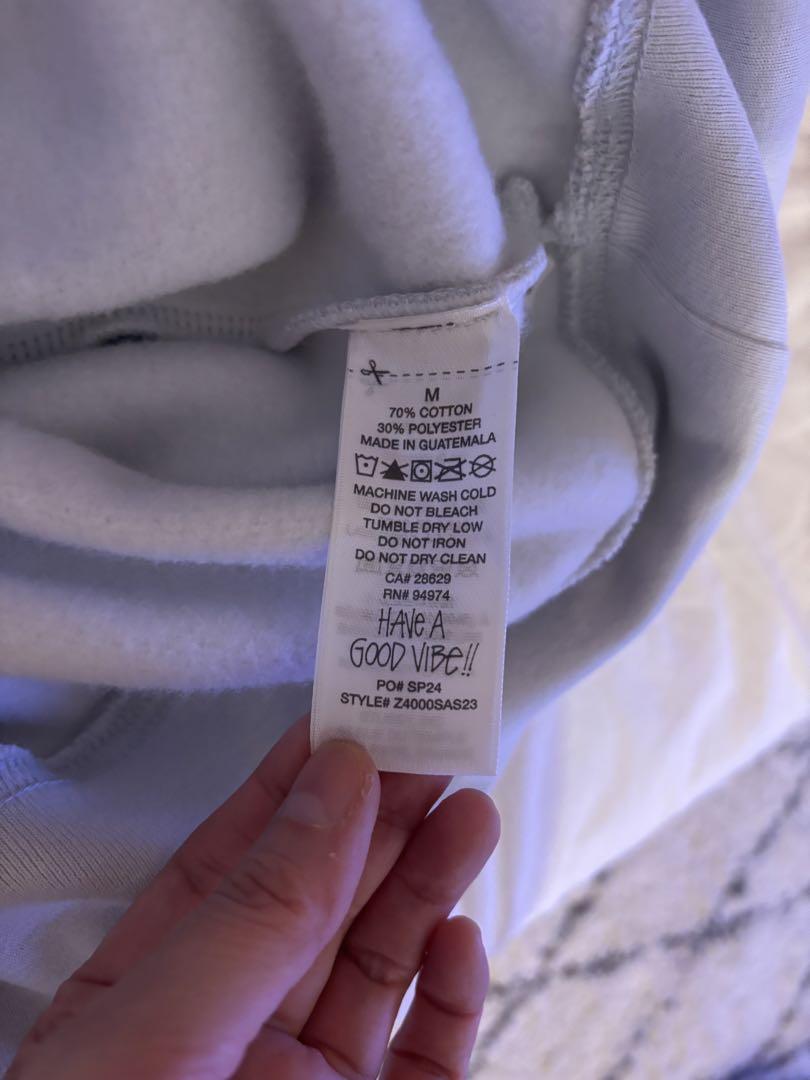 M
70% COTTON
30% POLYESTER
MADE IN GUATEMALA
MACHINE WASH COLD
DO NOT BLEACH
TUMBLE DRY LOW
DO NOT IRON
DO NOT DRY CLEAN
CA# 28629
RN# 94974
HAVE A
GOOD VIBE!!
PO# SP24
STYLE# Z4000SAS23